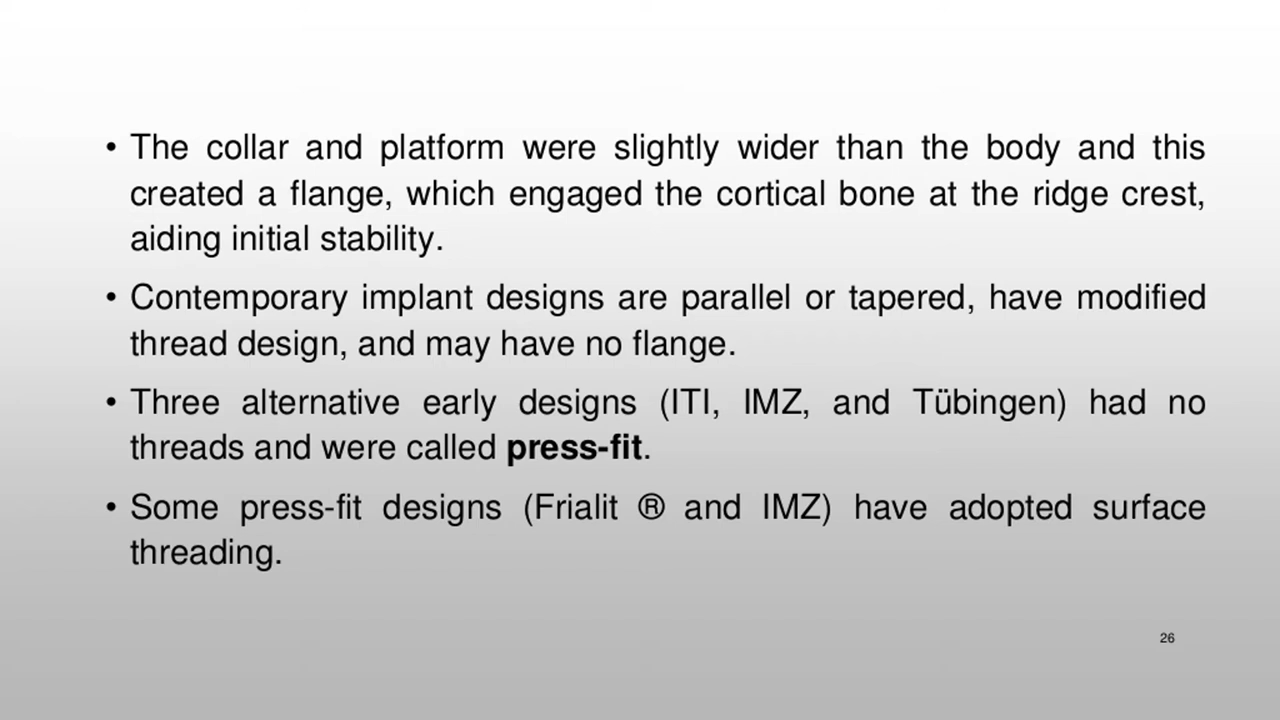 • The collar and platform were slightly wider than the body and this
created a flange, which engaged the cortical bone at the ridge crest,
aiding initial stability.
• Contemporary implant designs are parallel or tapered, have modified
thread design, and may have no flange.
• Three alternative early designs (ITI, IMZ, and Tübingen) had no
threads and were called press-fit.
• Some press-fit designs (Frialit ® and IMZ) have adopted surface
threading.
26